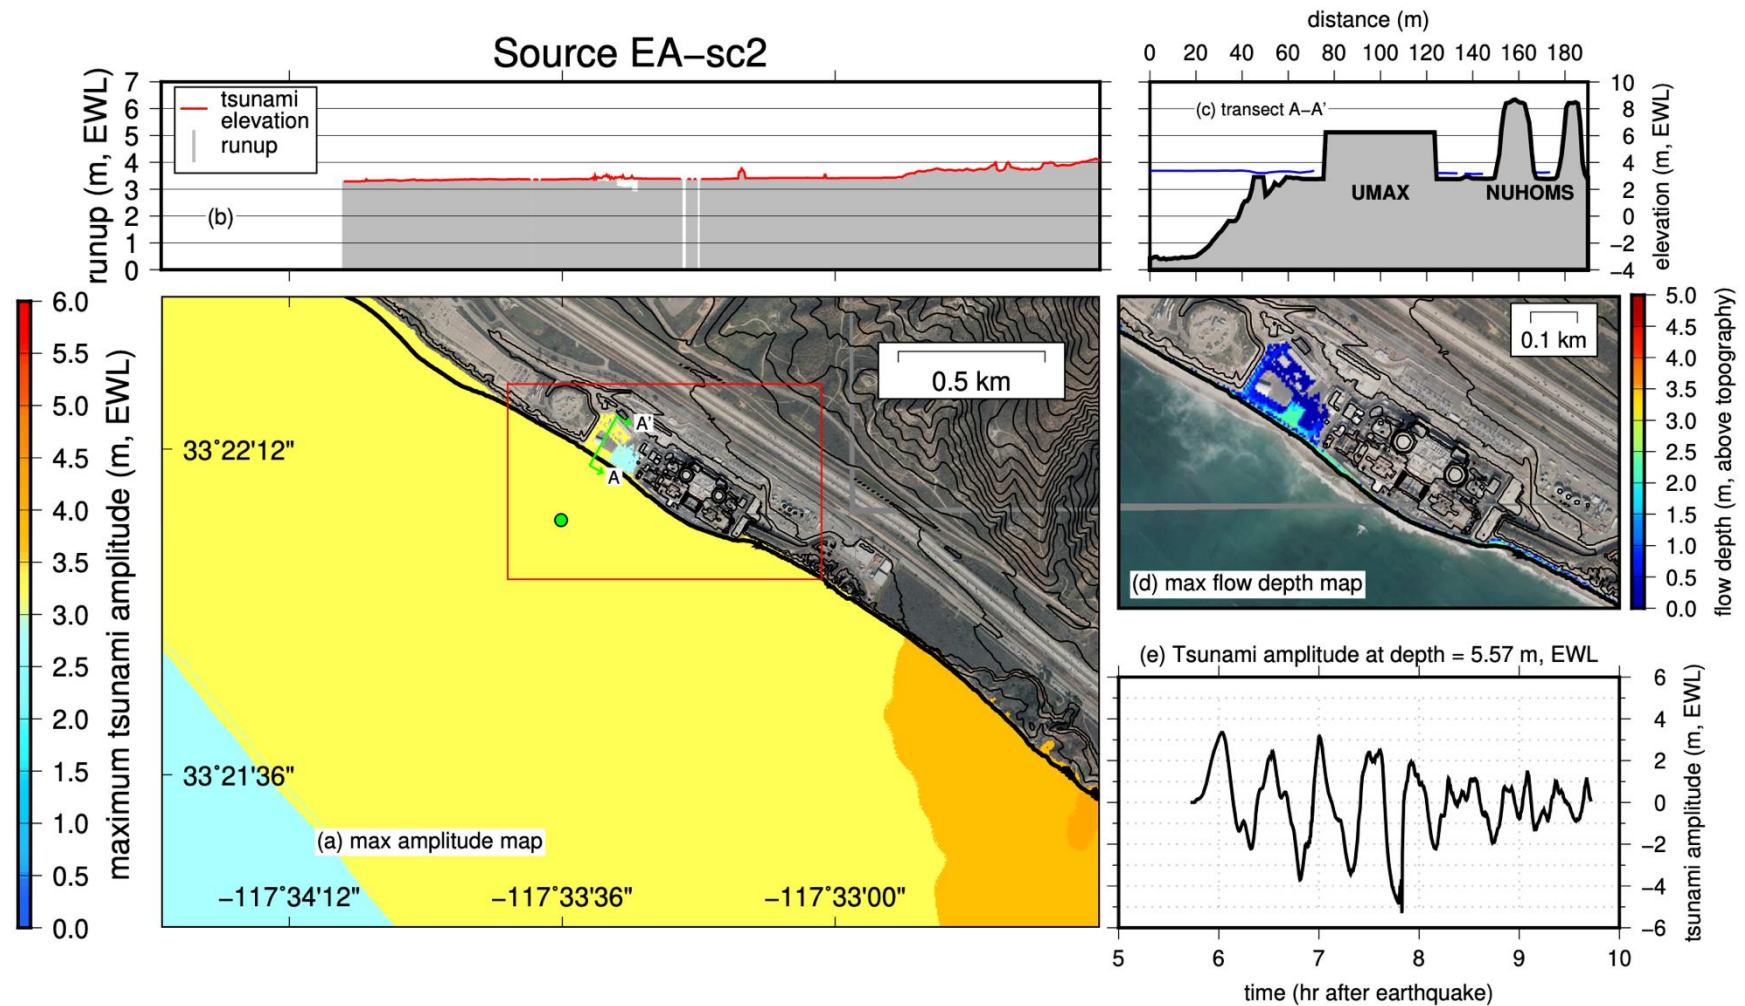 Source EA−sc2
7
6
5
4
3
2
1
0
runup (m, EWL)
tsunami
elevation
runup
(b)
distance (m)
0 20 40 60 80 100 120 140 160 180
(c) transect A−A'
UMAX
NUHOMS
10
8
6
4
2
0
−2
−4
elevation (m, EWL)
6.0
5.5
5.0
4.5
4.0
3.5
3.0
2.5
2.0
1.5
1.0
0.5
0.0
maximum tsunami amplitude (m, EWL)
0.5 km
33˚22'12"
33˚21'36"
A'
A
(a) max amplitude map
−117˚34'12"
−117˚33'36"
−117˚33'00"
0.1 km
(d) max flow depth map
5.0
4.5
4.0
3.5
3.0
2.5
2.0
1.5
1.0
0.5
0.0
flow depth (m, above topography)
(e) Tsunami amplitude at depth = 5.57 m, EWL
6
4
2
0
−2
−4
−6
tsunami amplitude (m, EWL)
5 6 7 8 9 10
time (hr after earthquake)